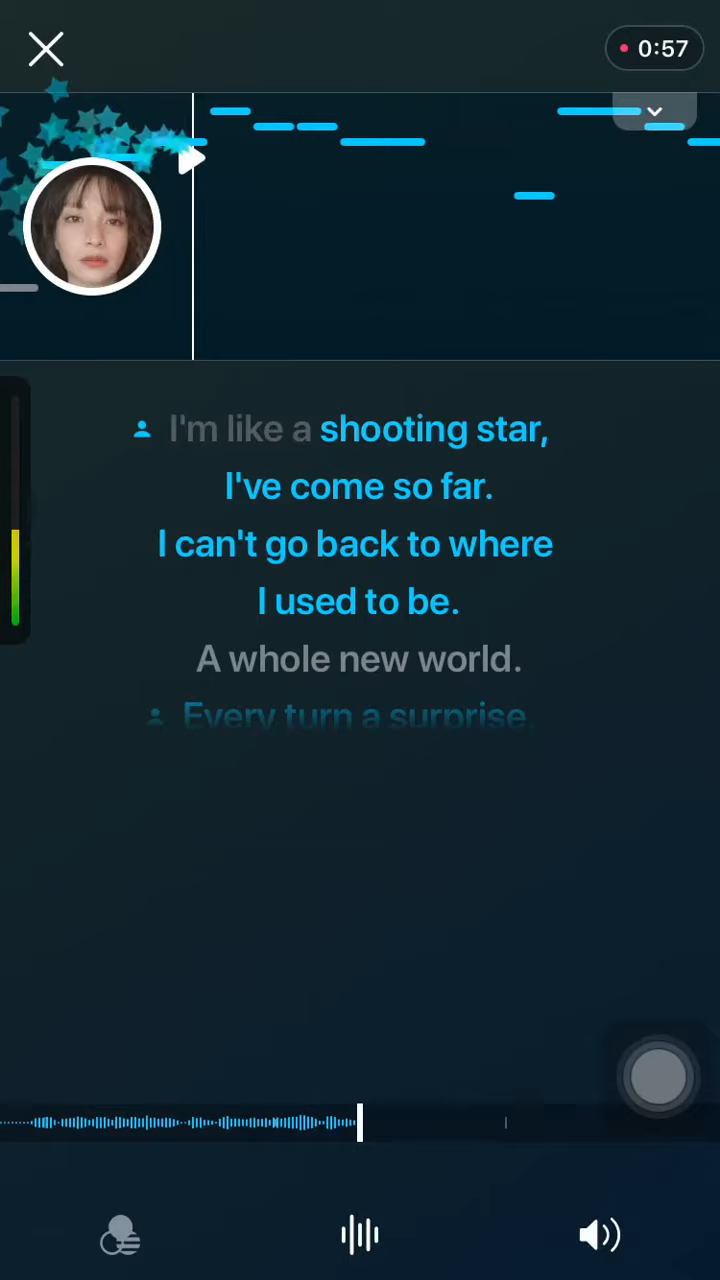 0:57
I'm like a shooting star,
I've come so far.
I can't go back to where
I used to be.
A whole new world.
Every turn a surprise.